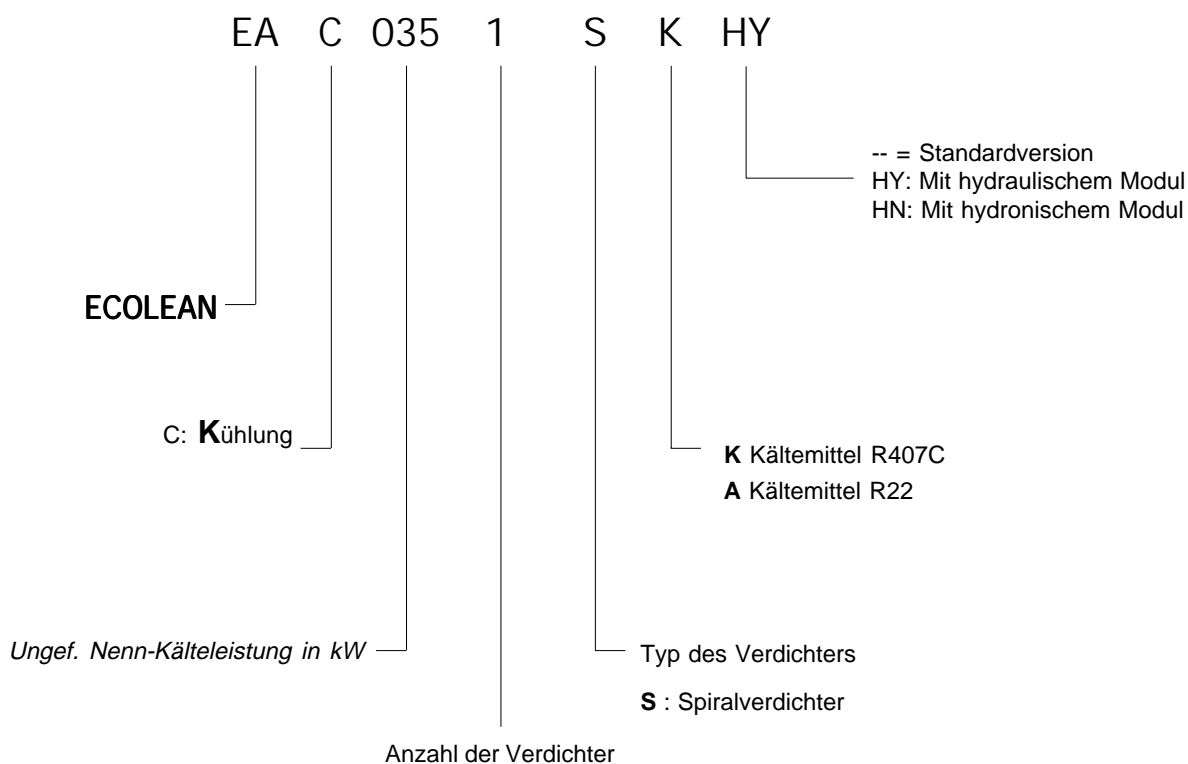 EA C 035 1 S K HY
-- = Standardversion
HY: Mit hydraulischem Modul
HN: Mit hydronischem Modul
ECOLEAN
C: Kühlung
K Kältemittel R407C
A Kältemittel R22
Ungef. Nenn-Kälteleistung in kW
Typ des Verdichters
S : Spiralverdichter
Anzahl der Verdichter